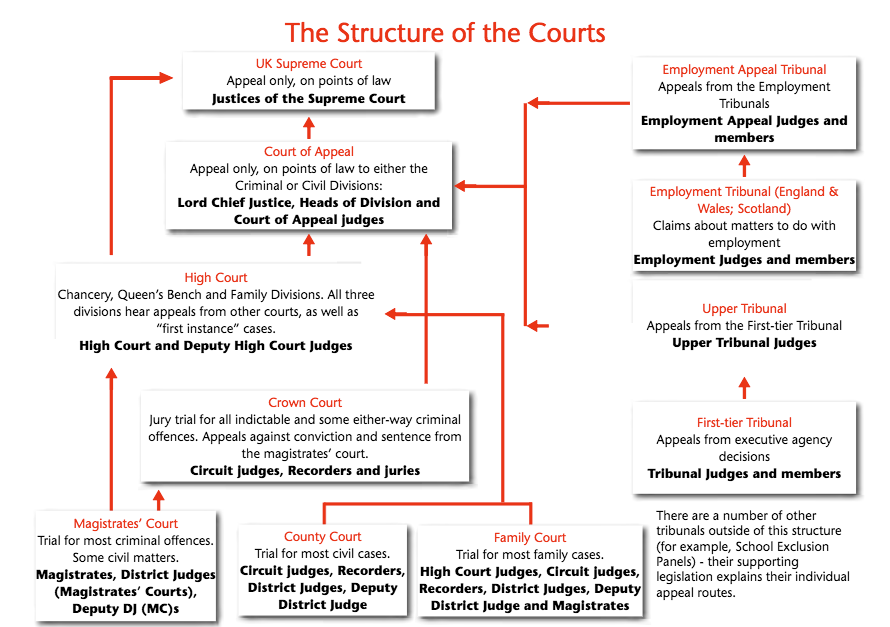 The Structure of the Courts
UK Supreme Court
Appeal only, on points of law
Justices of the Supreme Court
Employment Appeal Tribunal
Appeals from the Employment
Tribunals
Employment Appeal Judges and
members
Court of Appeal
Appeal only, on points of law to either the
Criminal or Civil Divisions:
Lord Chief Justice, Heads of Division and
Court of Appeal judges
Employment Tribunal (England &
Wales; Scotland)
Claims about matters to do with
employment
Employment Judges and members
High Court
Chancery, Queen's Bench and Family Divisions. All three
divisions hear appeals from other courts, as well as
"first instance" cases.
High Court and Deputy High Court Judges
Upper Tribunal
Appeals from the First-tier Tribunal
Upper Tribunal Judges
Crown Court
Jury trial for all indictable and some either-way criminal
offences. Appeals against conviction and sentence from
the magistrates' court.
Circuit judges, Recorders and juries
First-tier Tribunal
Appeals from executive agency
decisions
Tribunal Judges and members
Magistrates' Court
Trial for most criminal offences.
Some civil matters.
Magistrates, District Judges
(Magistrates' Courts),
Deputy DJ (MC)s
County Court
Trial for most civil cases.
Circuit judges, Recorders,
District Judges, Deputy
District Judge
Family Court
Trial for most family cases.
High Court Judges, Circuit judges,
Recorders, District Judges, Deputy
District Judge and Magistrates
There are a number of other
tribunals outside of this structure
(for example, School Exclusion
Panels) - their supporting
legislation explains their individual
appeal routes.